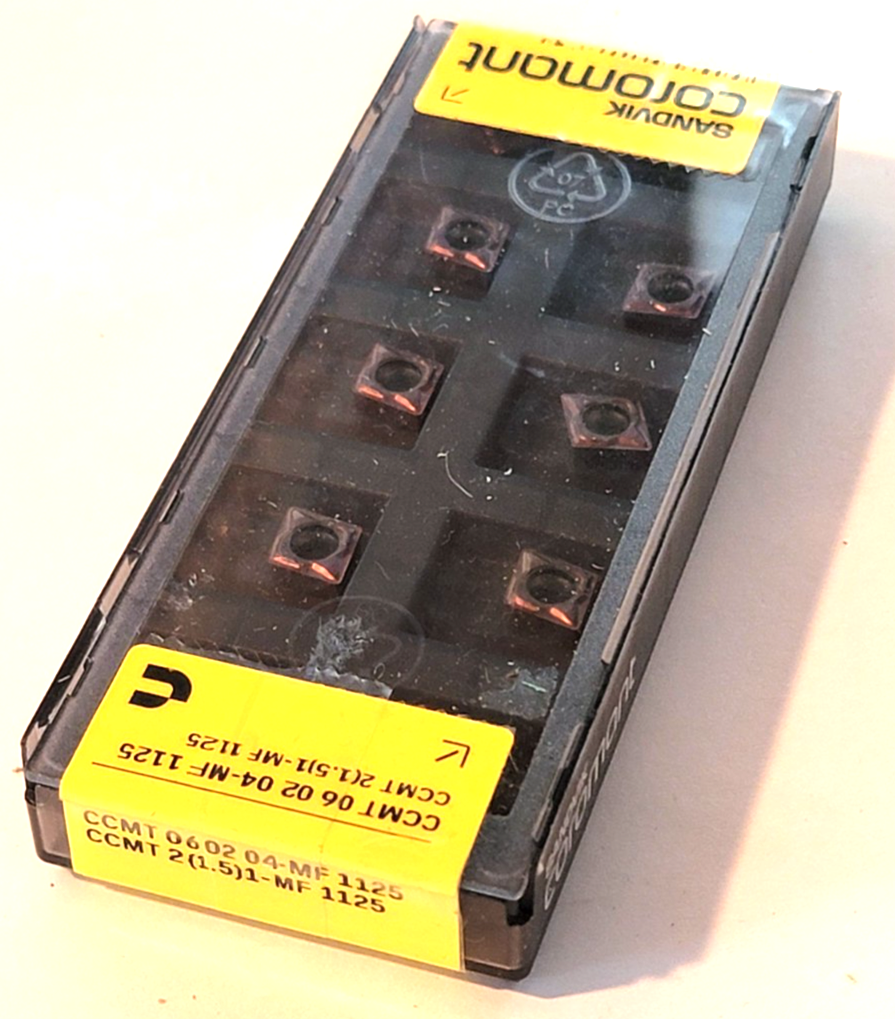 SANDVIK
coromant
07
PC
CCMT 06 02 04-MF 1125
CCMT 2(1.5)1-MF 1125
CCMT 06 02 04-MF 1125
CCMT 2(1.5)1-MF 1125
coromant